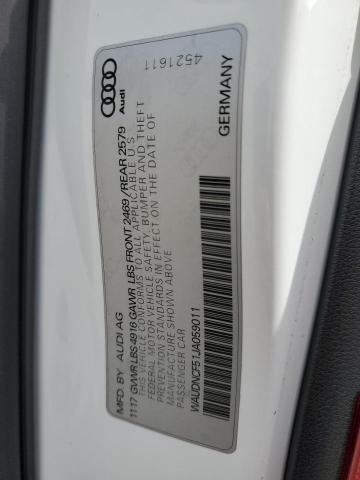 Audi
4521611
GERMANY
MFD. BY AUDI AG
11 17 GVWR LBS 4916 GAWR LBS FRONT 2469 /REAR 2579
THIS VEHICLE CONFORMS TO ALL APPLICABLE U S
FEDERAL MOTOR VEHICLE SAFETY, BUMPER AND THEFT
PREVENTION STANDARDS IN EFFECT ON THE DATE OF
MANUFACTURE SHOWN ABOVE
PASSENGER CAR
WAUDNCF51JA059011